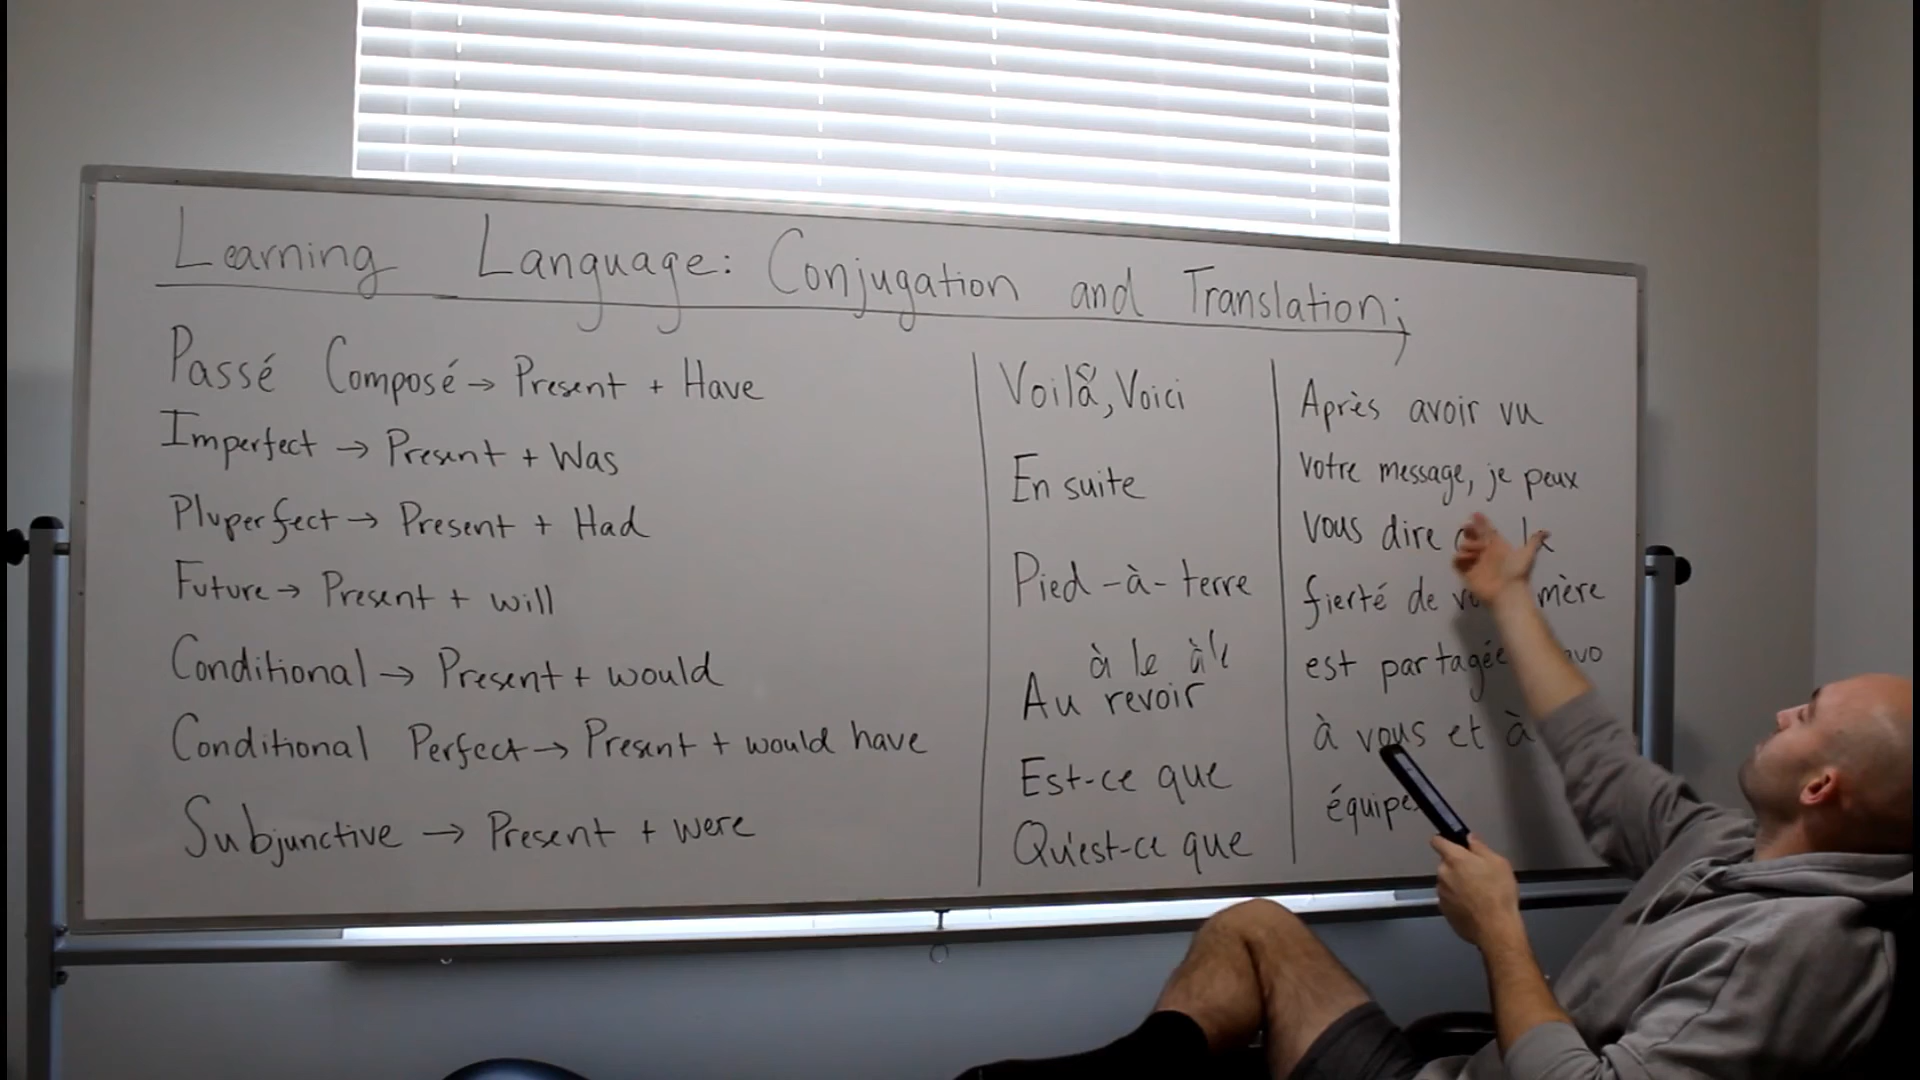 Learning Language: Conjugation and Translation;
Passé Composé → Present + Have
Imperfect → Present + Was
Pluperfect → Present + Had
Future → Present + will
Conditional → Present + would
Conditional Perfect → Present + would have
Subjunctive → Present + were
Voilà, Voici
En suite
Pied-à-terre
à le
Au revoir
Est-ce que
Qu'est-ce que
Après avoir vu
votre message, je peux
vous dire
fierté de mère
est partagée
à vous et à